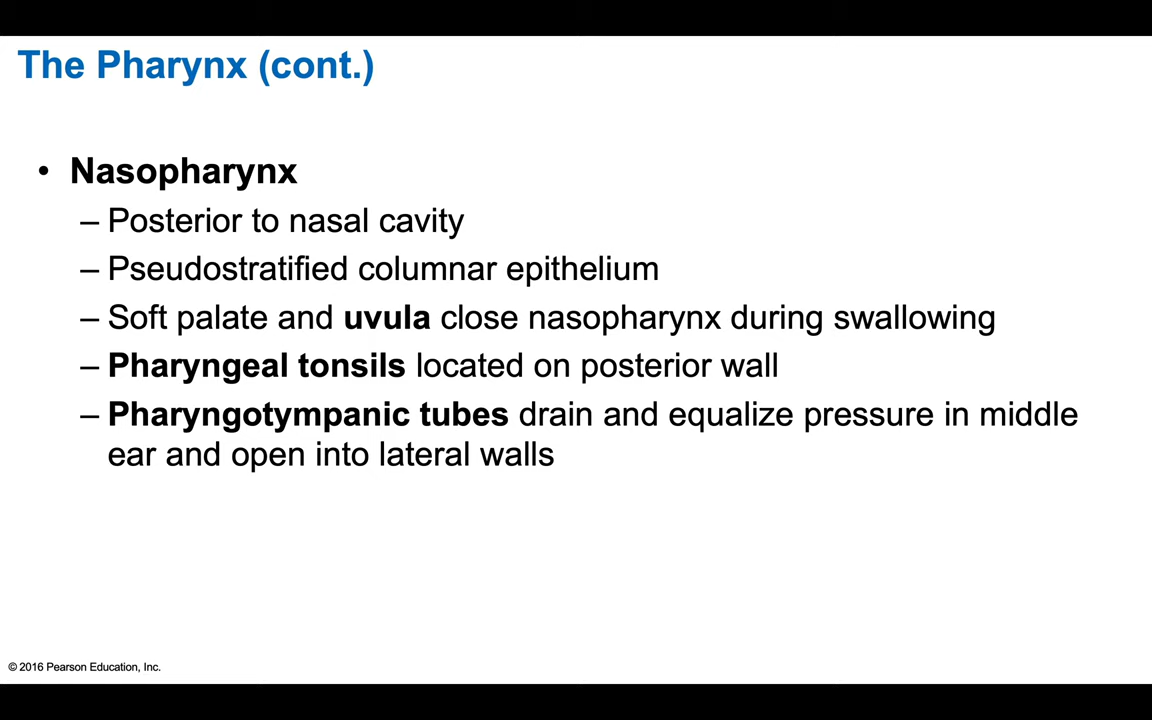 The Pharynx (cont.)
• Nasopharynx
– Posterior to nasal cavity
– Pseudostratified columnar epithelium
– Soft palate and uvula close nasopharynx during swallowing
– Pharyngeal tonsils located on posterior wall
– Pharyngotympanic tubes drain and equalize pressure in middle
ear and open into lateral walls
© 2016 Pearson Education, Inc.